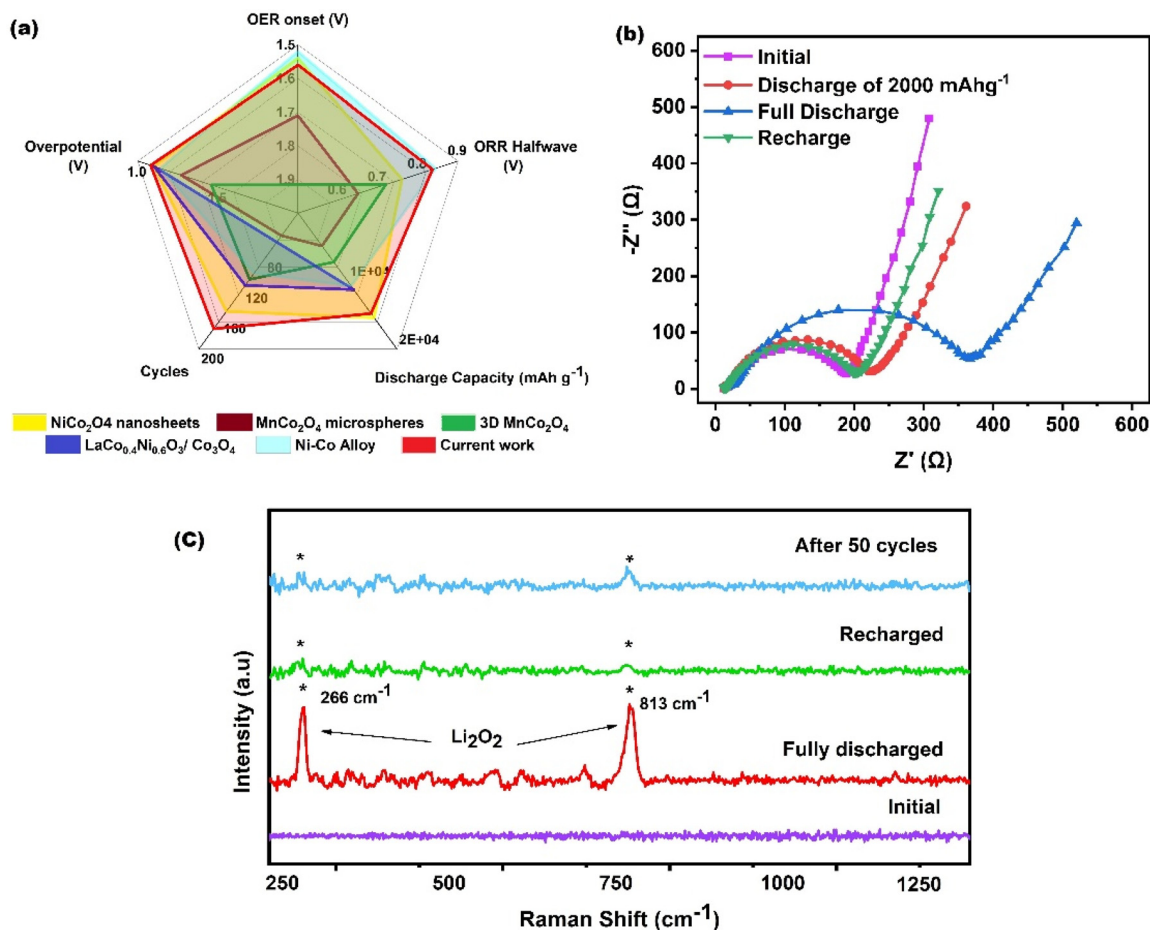 (a)
OER onset (V)
1.5
1.6
1.7
1.8
1.9
Overpotential
(V)
1.0
1.5
ORR Halfwave
(V)
0.9
0.8
0.7
0.6
80
120
160
200
Cycles
1E+04
2E+04
Discharge Capacity (mAh g⁻¹)
NiCo₂O4 nanosheets MnCo₂O₄ microspheres 3D MnCo₂O₄
LaCo₀.₄Ni₀.₆O₃/ Co₃O₄ Ni-Co Alloy Current work
(b)
600
500
400
300
200
100
0
-Z'' (Ω)
Initial
Discharge of 2000 mAhg⁻¹
Full Discharge
Recharge
0 100 200 300 400 500 600
Z' (Ω)
(C)
Intensity (a.u)
* * After 50 cycles
* * Recharged
* 266 cm⁻¹ * 813 cm⁻¹
Li₂O₂
Fully discharged
Initial
250 500 750 1000 1250
Raman Shift (cm⁻¹)